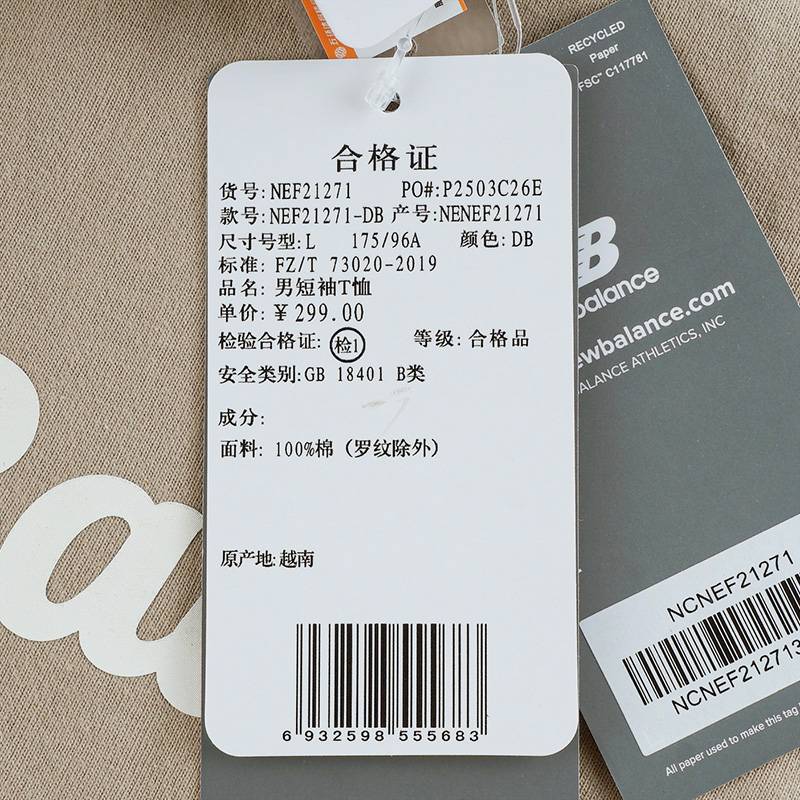 合格证
货号:NEF21271 PO#:P2503C26E
款号:NEF21271-DB 产号:NENEF21271
尺寸号型:L 175/96A 颜色:DB
标准: FZ/T 73020-2019
品名: 男短袖T恤
单价: ¥ 299.00
检验合格证: 检1 等级: 合格品
安全类别:GB 18401 B类
成分:
面料: 100%棉 (罗纹除外)
原产地:越南
6 932598 555683
RECYCLED
Paper
FSC® C117781
balance
wbalance.com
ALANCE ATHLETICS, INC
NCNEF21271
NCNEF212713
All paper used to make this tag